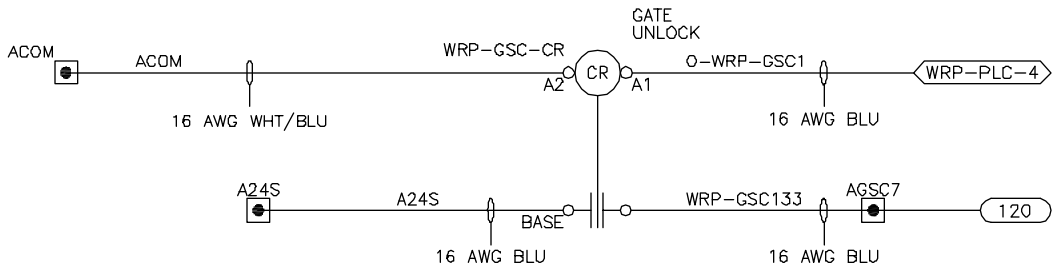 GATE
UNLOCK
ACOM
ACOM
WRP-GSC-CR
CR
O-WRP-GSC1
WRP-PLC-4
A2
A1
16 AWG WHT/BLU
16 AWG BLU
A24S
A24S
WRP-GSC133
AGSC7
120
BASE
16 AWG BLU
16 AWG BLU